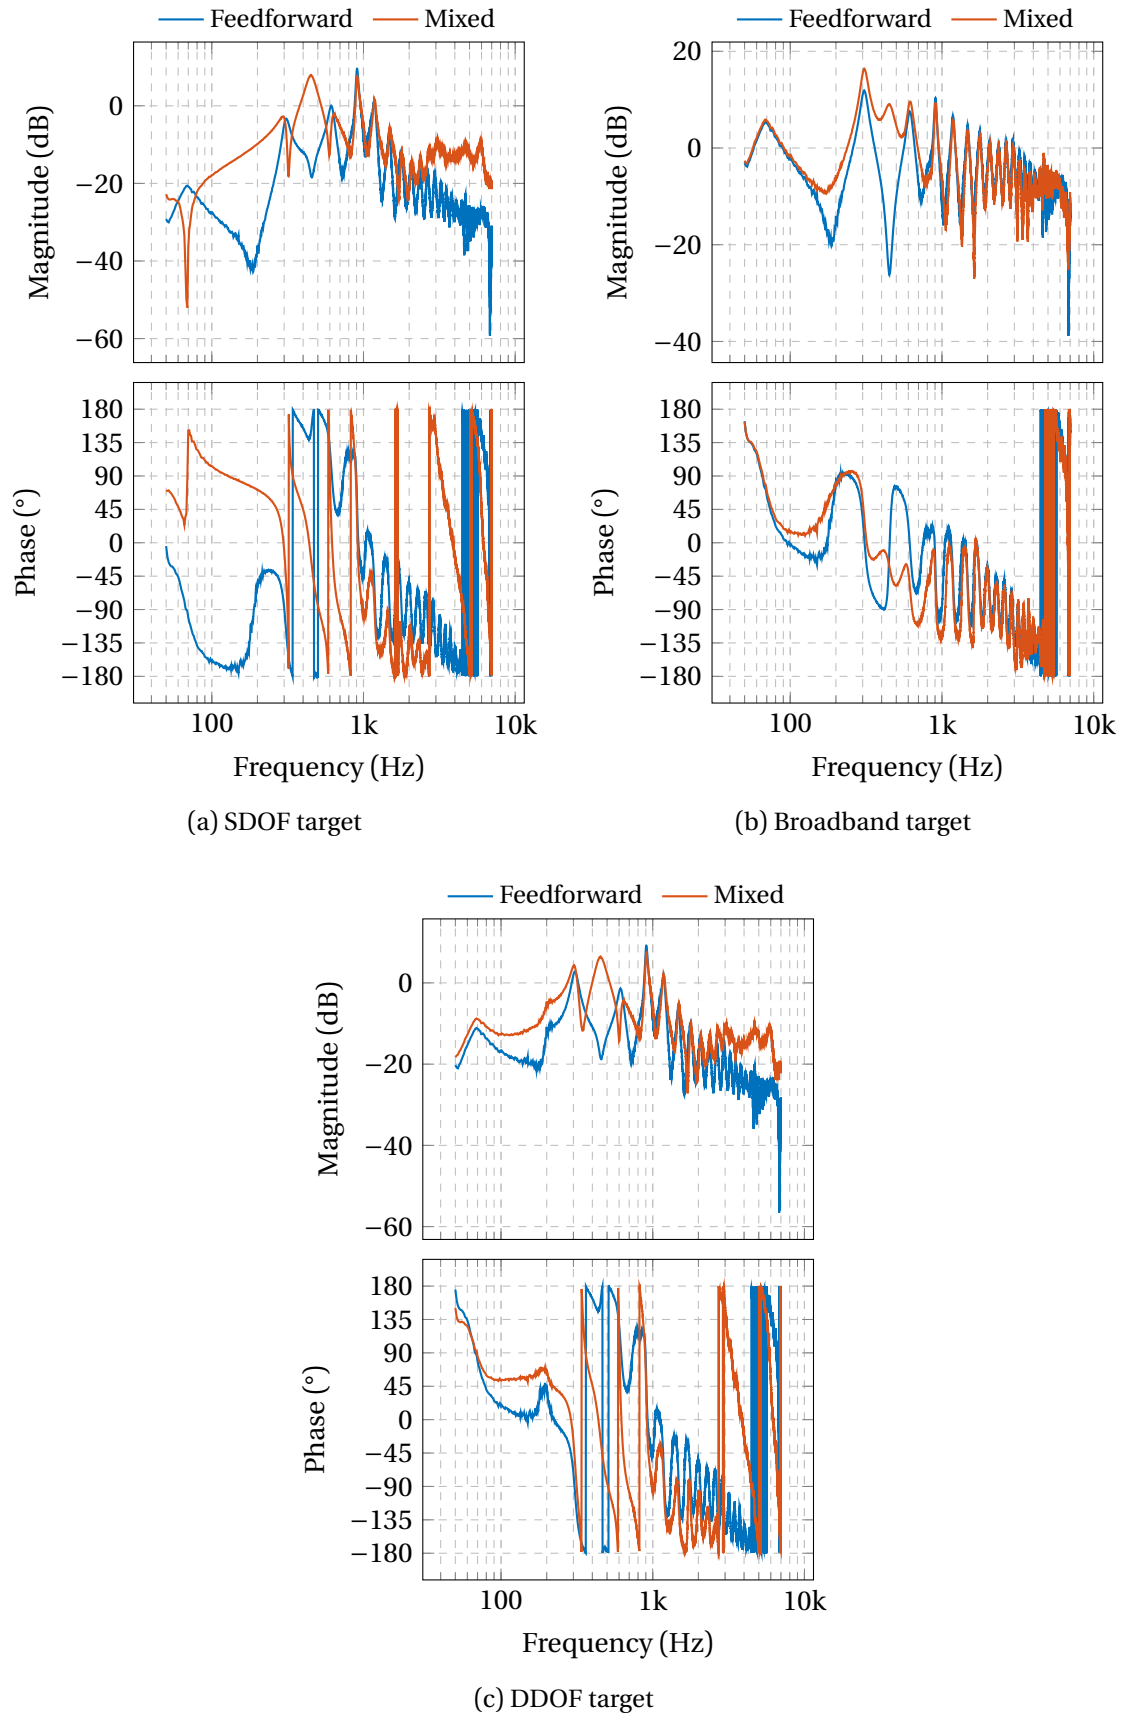 Feedforward Mixed
Feedforward Mixed
0
−20
−40
−60
Magnitude (dB)
20
0
−20
−40
Magnitude (dB)
180
135
90
45
0
−45
−90
−135
−180
Phase (°)
100 1k 10k
Frequency (Hz)
(a) SDOF target
180
135
90
45
0
−45
−90
−135
−180
Phase (°)
100 1k 10k
Frequency (Hz)
(b) Broadband target
Feedforward Mixed
0
−20
−40
−60
Magnitude (dB)
180
135
90
45
0
−45
−90
−135
−180
Phase (°)
100 1k 10k
Frequency (Hz)
(c) DDOF target